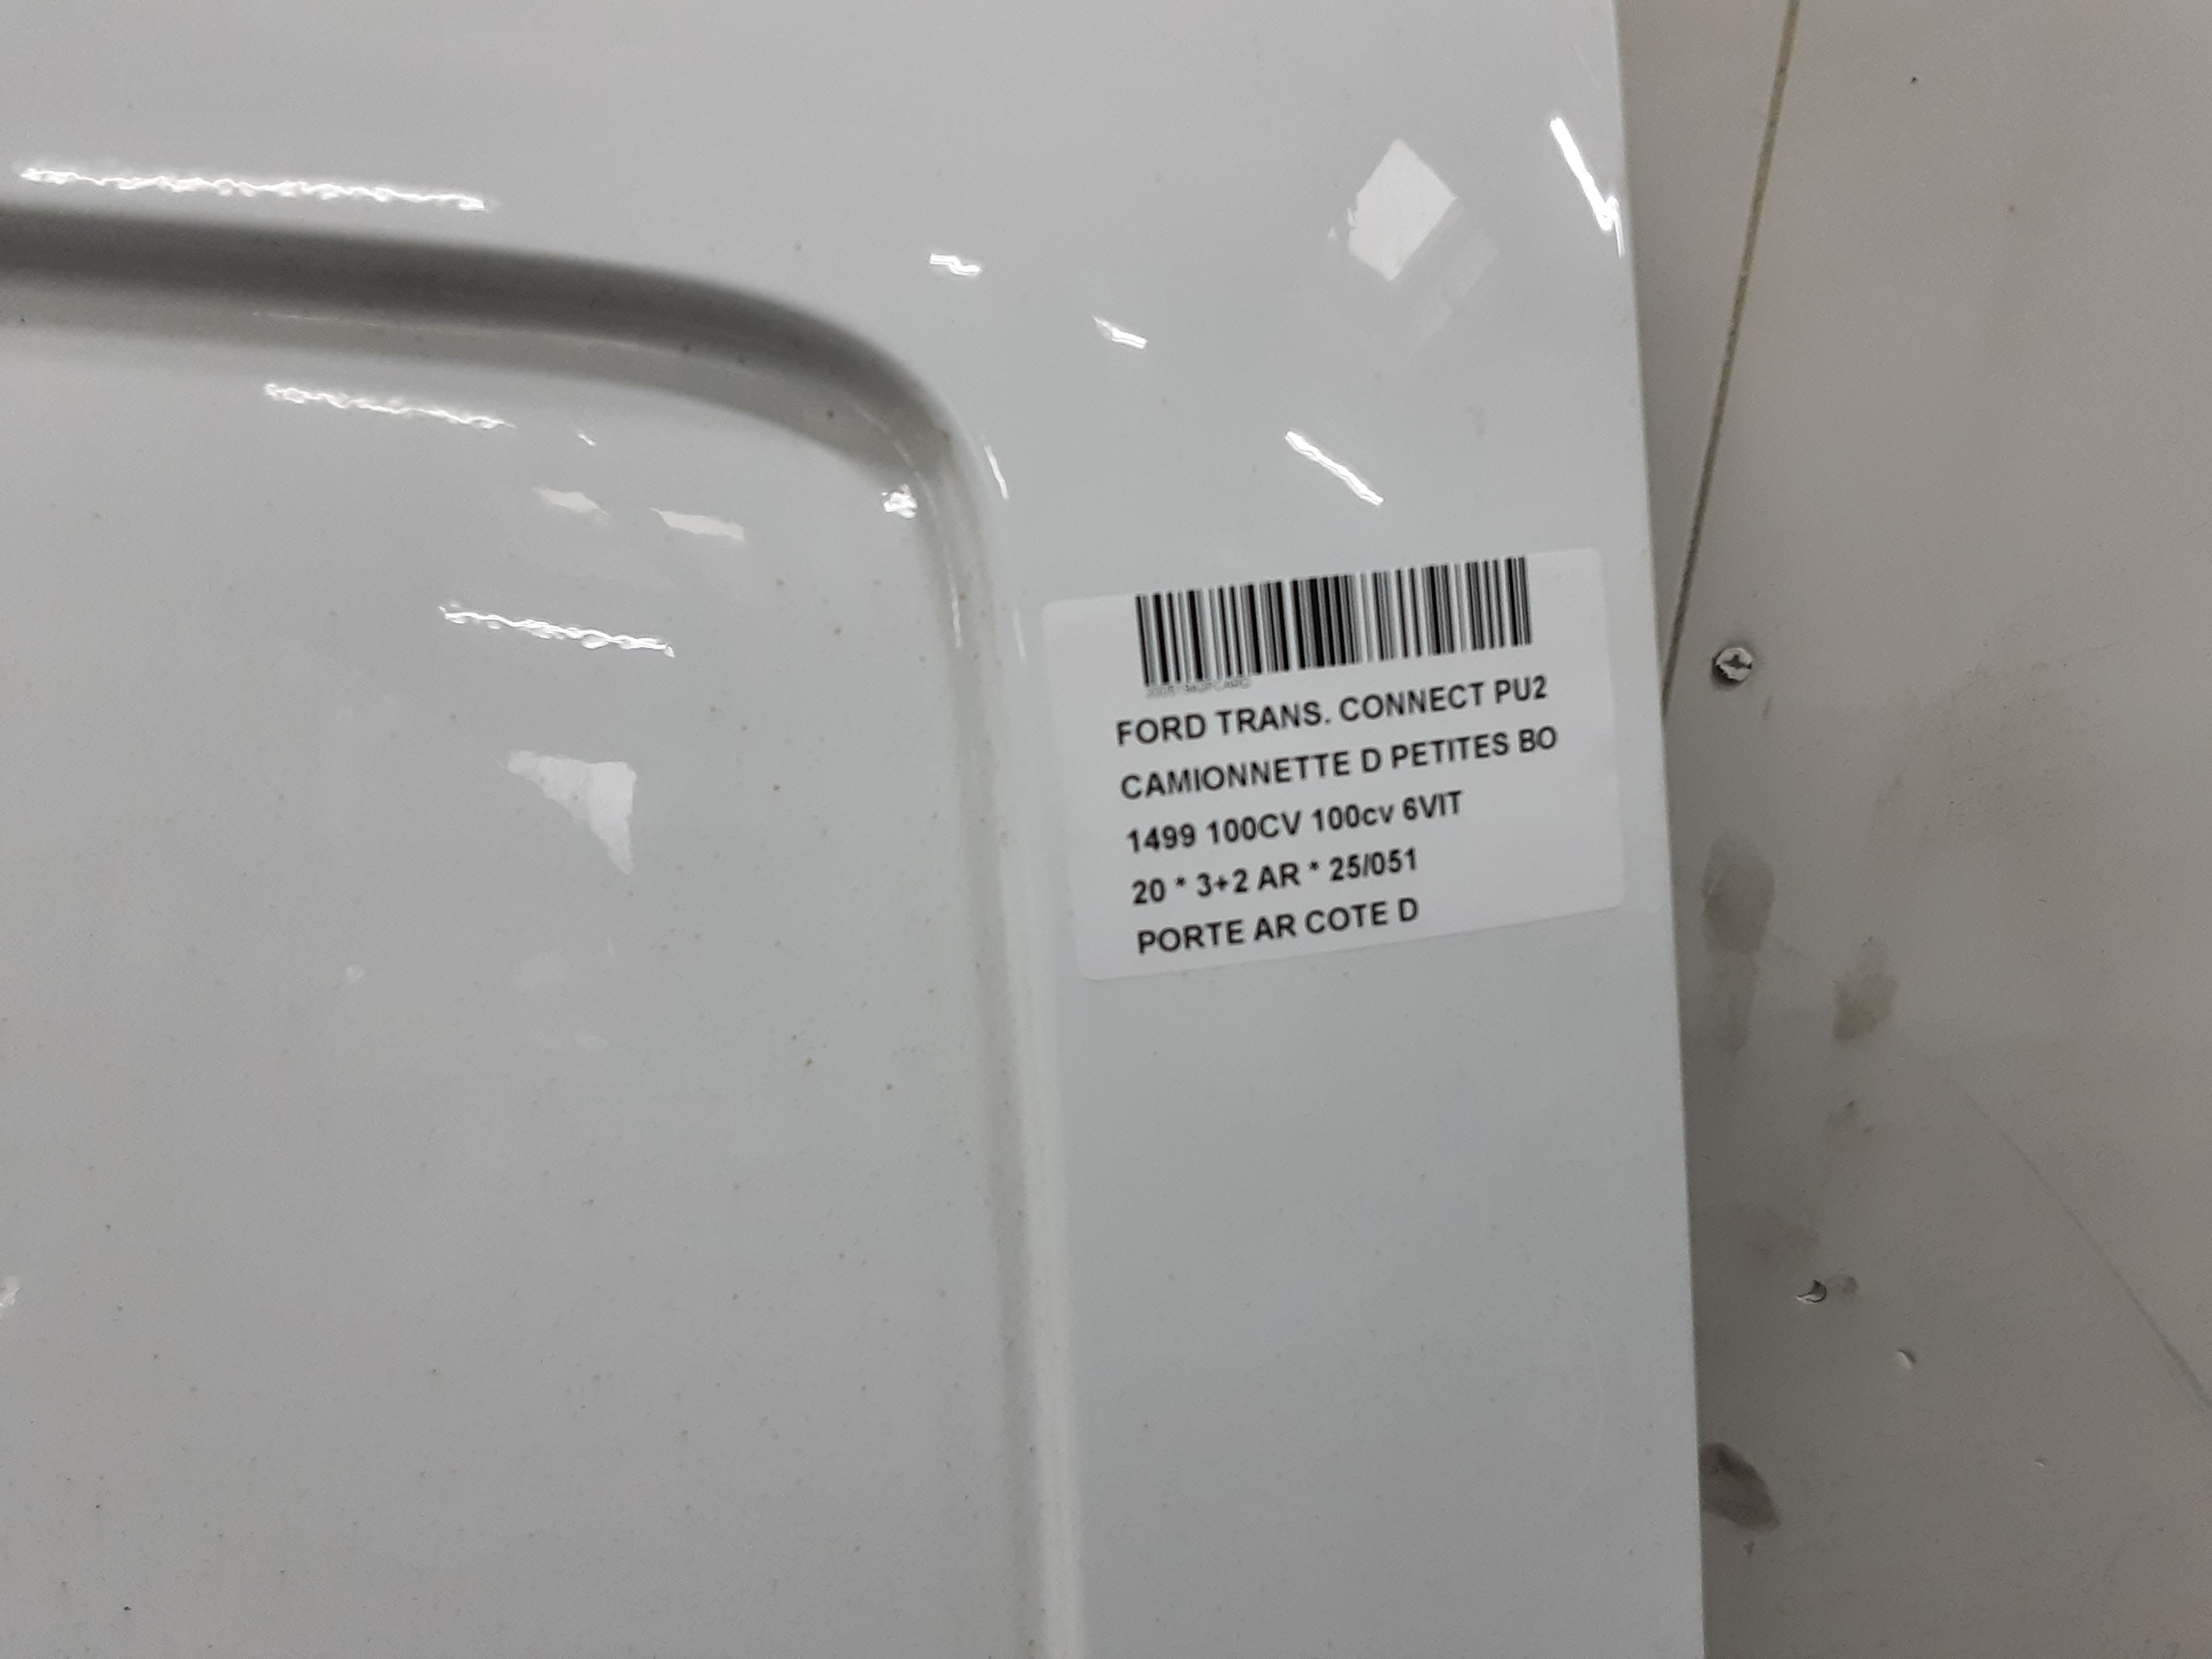 FORD TRANS. CONNECT PU2
CAMIONNETTE D PETITES BO
1499 100CV 100cv 6VIT
20 * 3+2 AR * 25/051
PORTE AR COTE D